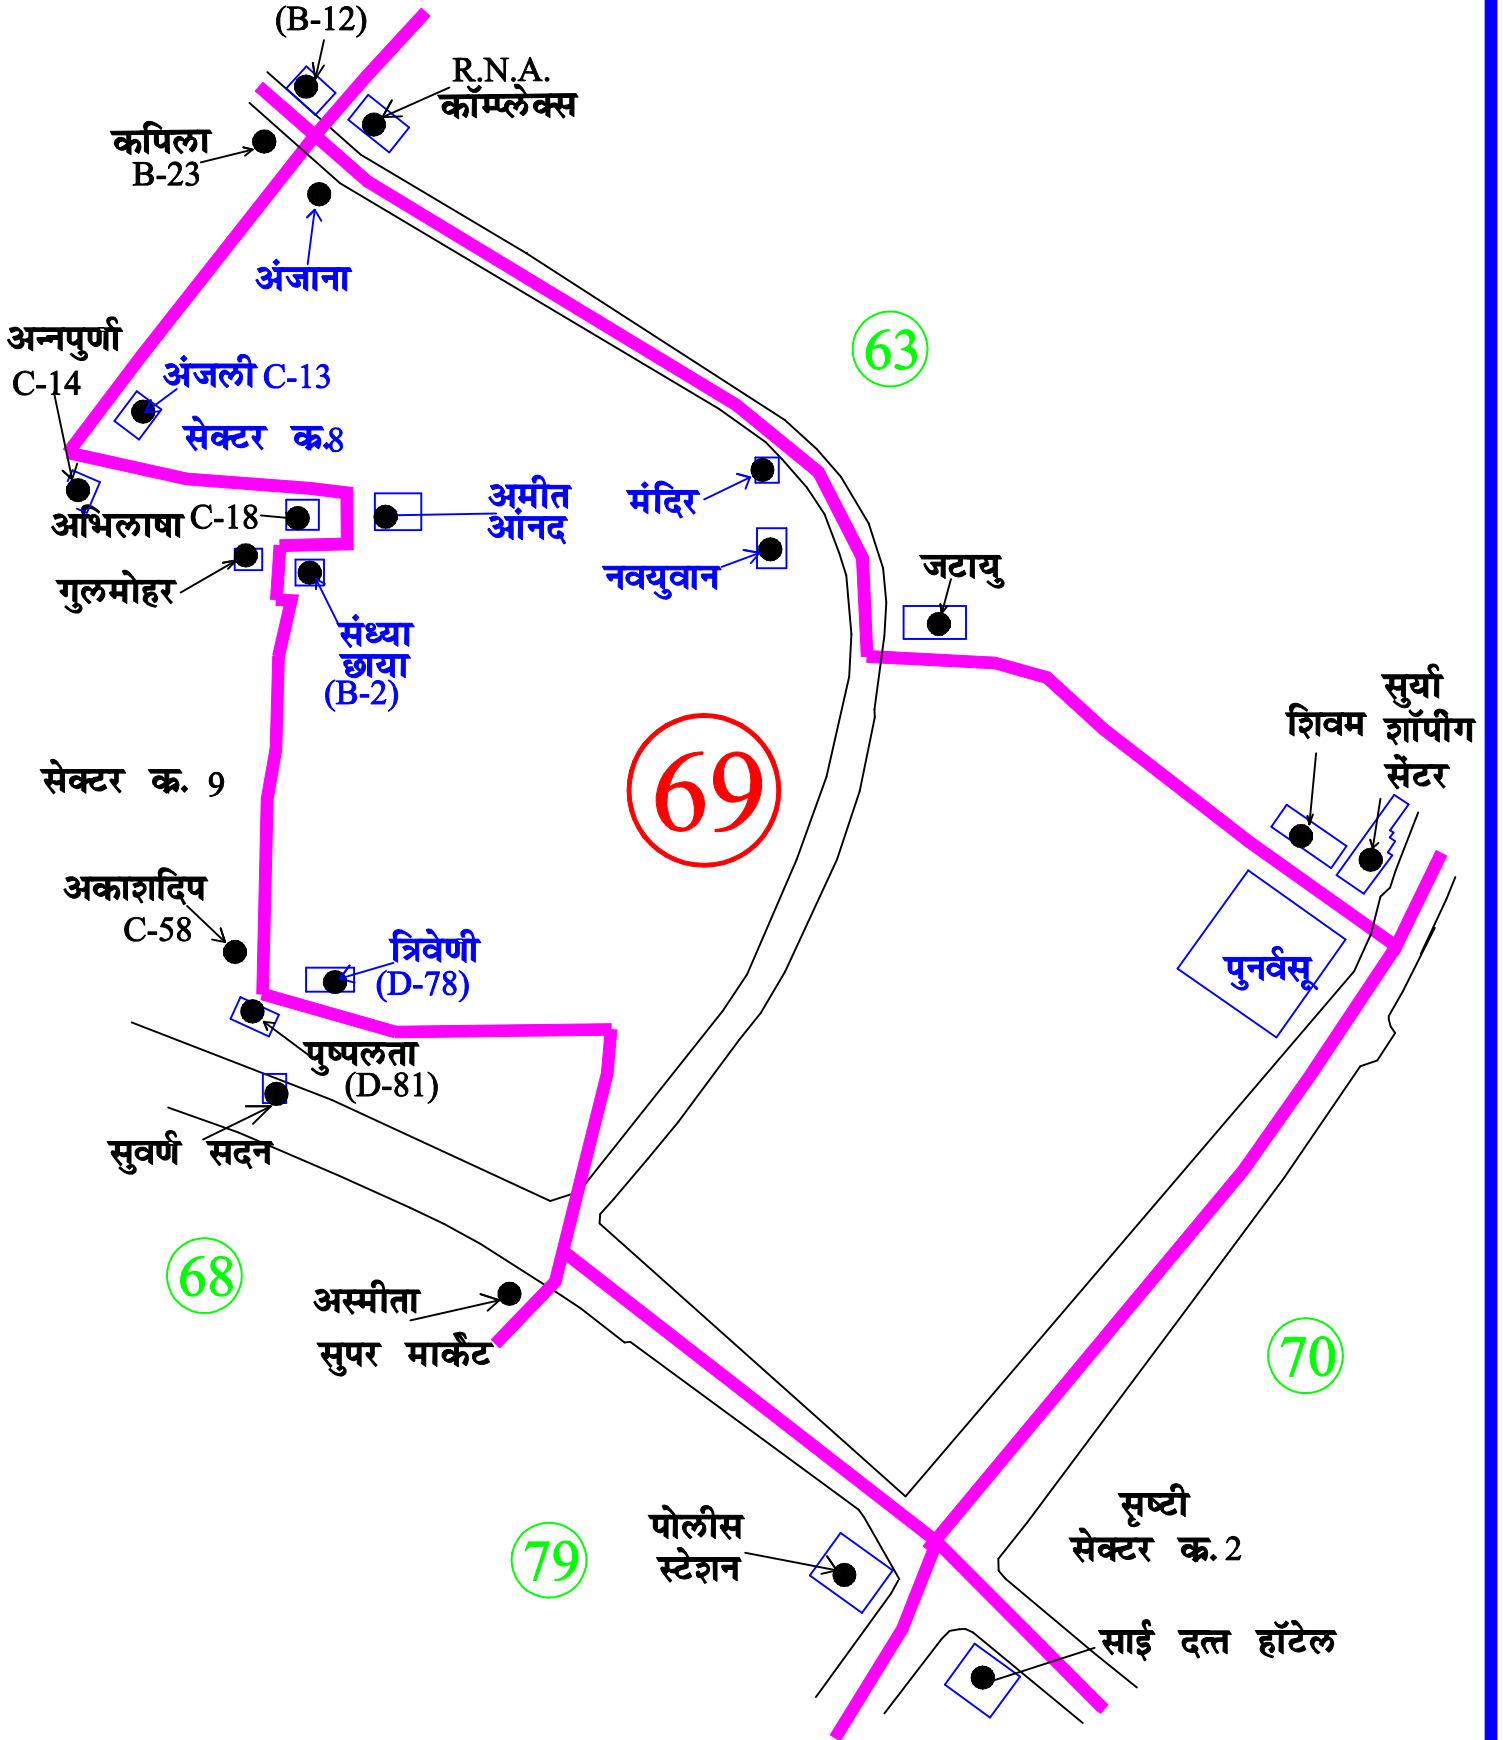 (B-12)
R.N.A.
कॉम्प्लेक्स
कपिला
B-23
अंजाना
अन्नपुर्णा
C-14
अंजली C-13
सेक्टर क्र.8
63
अमीत
आंनद
मंदिर
अभिलाषा C-18
गुलमोहर
नवयुवान
जटायु
संध्या
छाया
(B-2)
सुर्या
शॉपींग
सेंटर
शिवम
69
सेक्टर क्र. 9
अकाशदिप
C-58
त्रिवेणी
(D-78)
पुनर्वसू
पुष्पलता
(D-81)
सुवर्ण सदन
68
अस्मीता
सुपर मार्केट
70
सृष्टी
सेक्टर क्र. 2
पोलीस
स्टेशन
79
साई दत्त हॉटेल